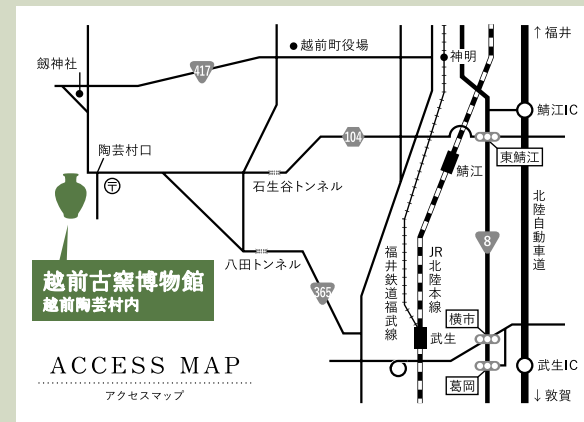 越前町役場
神明
↑福井
劔神社
417
鯖江IC
104
東鯖江
陶芸村口
〒
鯖江
石生谷トンネル
北陸自動車道
8
福井鉄道福武線
JR北陸本線
八田トンネル
越前古窯博物館
越前陶芸村内
365
横市
武生
ACCESS MAP
アクセスマップ
武生IC
葛岡
↓敦賀